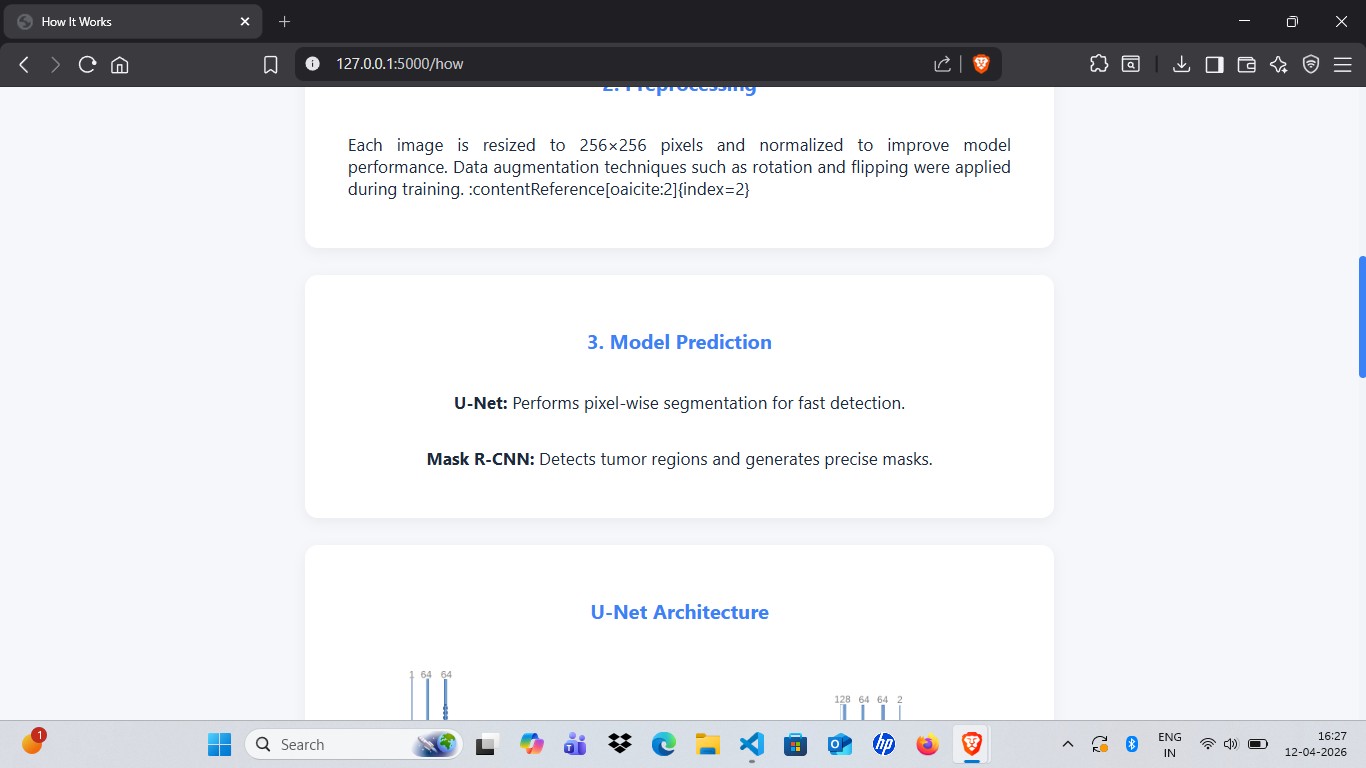 How It Works
127.0.0.1:5000/how
2. Preprocessing
Each image is resized to 256×256 pixels and normalized to improve model
performance. Data augmentation techniques such as rotation and flipping were applied
during training. :contentReference[oaicite:2]{index=2}
3. Model Prediction
U-Net: Performs pixel-wise segmentation for fast detection.
Mask R-CNN: Detects tumor regions and generates precise masks.
U-Net Architecture
1 64 64
128 64 64 2
1
Search
ENG
IN
16:27
12-04-2026